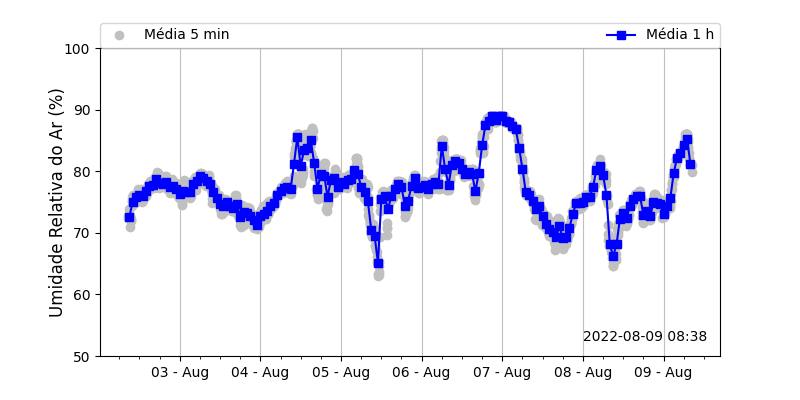 Média 5 min
Média 1 h
Umidade Relativa do Ar (%)
100
90
80
70
60
50
2022-08-09 08:38
03 - Aug
04 - Aug
05 - Aug
06 - Aug
07 - Aug
08 - Aug
09 - Aug